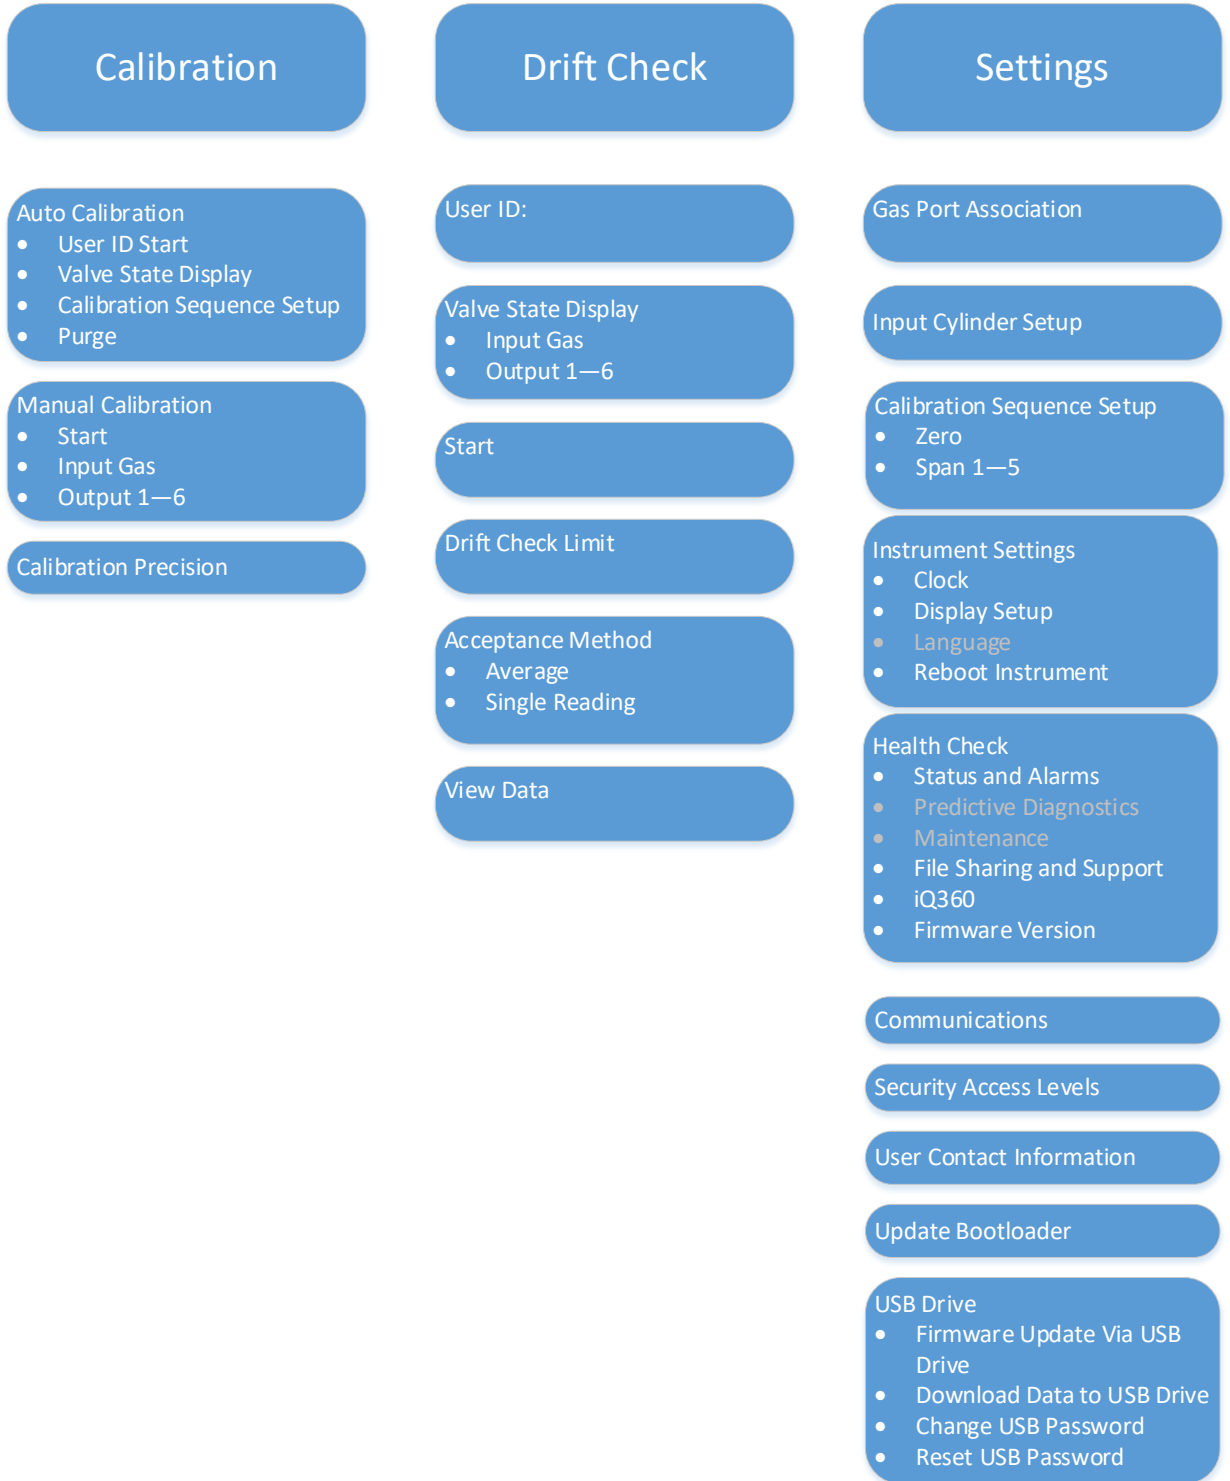 Calibration
Auto Calibration
• User ID Start
• Valve State Display
• Calibration Sequence Setup
• Purge
Manual Calibration
• Start
• Input Gas
• Output 1—6
Calibration Precision
Drift Check
User ID:
Valve State Display
• Input Gas
• Output 1—6
Start
Drift Check Limit
Acceptance Method
• Average
• Single Reading
View Data
Settings
Gas Port Association
Input Cylinder Setup
Calibration Sequence Setup
• Zero
• Span 1—5
Instrument Settings
• Clock
• Display Setup
• Language
• Reboot Instrument
Health Check
• Status and Alarms
• Predictive Diagnostics
• Maintenance
• File Sharing and Support
• iQ360
• Firmware Version
Communications
Security Access Levels
User Contact Information
Update Bootloader
USB Drive
• Firmware Update Via USB
Drive
• Download Data to USB Drive
• Change USB Password
• Reset USB Password